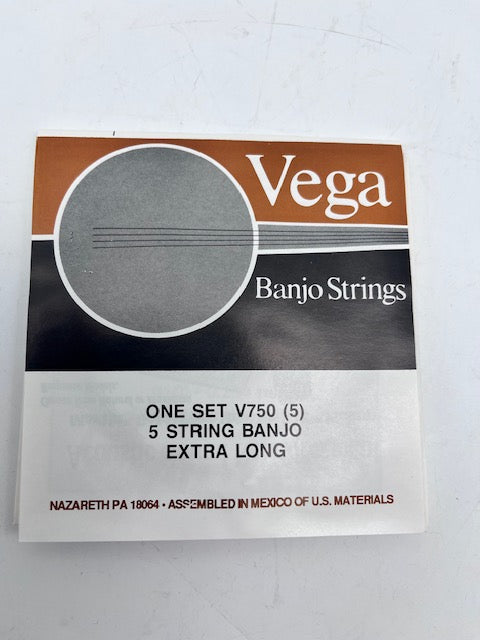 Vega
Banjo Strings
ONE SET V750 (5)
5 STRING BANJO
EXTRA LONG
NAZARETH PA 18064 • ASSEMBLED IN MEXICO OF U.S. MATERIALS